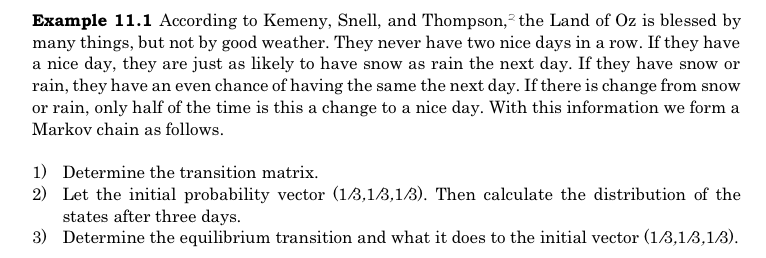 Example 11.1 According to Kemeny, Snell, and Thompson,² the Land of Oz is blessed by
many things, but not by good weather. They never have two nice days in a row. If they have
a nice day, they are just as likely to have snow as rain the next day. If they have snow or
rain, they have an even chance of having the same the next day. If there is change from snow
or rain, only half of the time is this a change to a nice day. With this information we form a
Markov chain as follows.
1) Determine the transition matrix.
2) Let the initial probability vector (1/3,1/3,1/3). Then calculate the distribution of the
states after three days.
3) Determine the equilibrium transition and what it does to the initial vector (1/3,1/3,1/3).